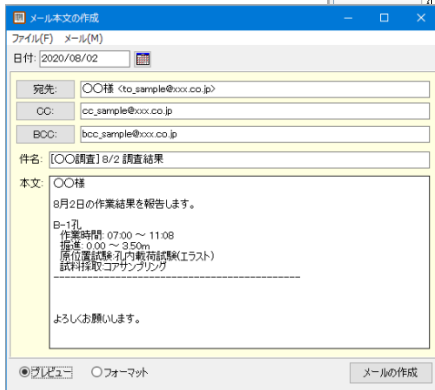 メール本文の作成
ファイル(F) メール(M)
日付: 2020/08/02
宛先: 〇〇様 <to_sample@xxx.co.jp>
CC: cc_sample@xxx.co.jp
BCC: bcc_sample@xxx.co.jp
件名: [〇〇調査] 8/2 調査結果
本文: 〇〇様
8月2日の作業結果を報告します。
B-1孔
作業時間: 07:00 ～ 11:08
掘進: 0.00 ～ 3.50m
原位置試験:孔内載荷試験(エラスト)
試料採取:コアサンプリング
------------------------------------------------
よろしくお願いします。
プレビュー フォーマット メールの作成